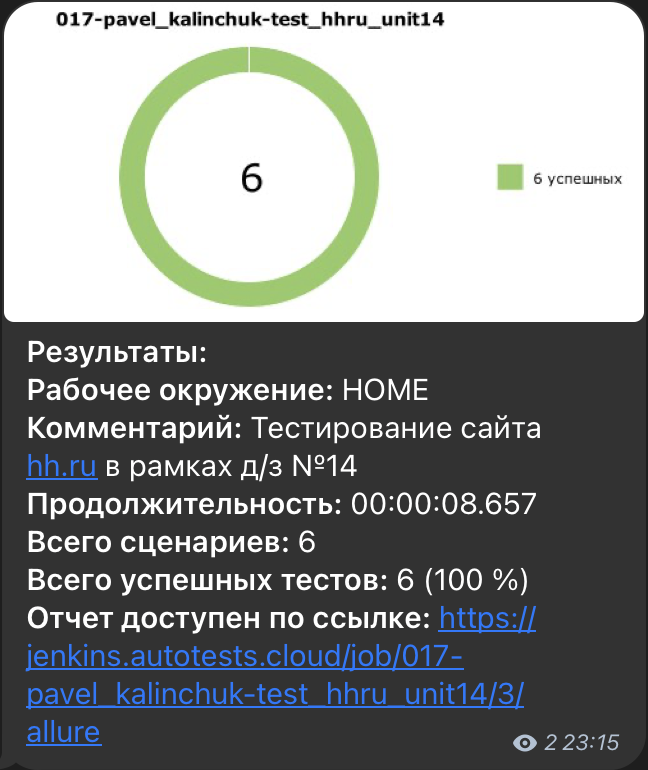 017-pavel_kalinchuk-test_hhru_unit14
6
6 успешных
Результаты:
Рабочее окружение: HOME
Комментарий: Тестирование сайта
hh.ru в рамках д/з №14
Продолжительность: 00:00:08.657
Всего сценариев: 6
Всего успешных тестов: 6 (100 %)
Отчет доступен по ссылке: https://
jenkins.autotests.cloud/job/017-
pavel_kalinchuk-test_hhru_unit14/3/
allure
2 23:15